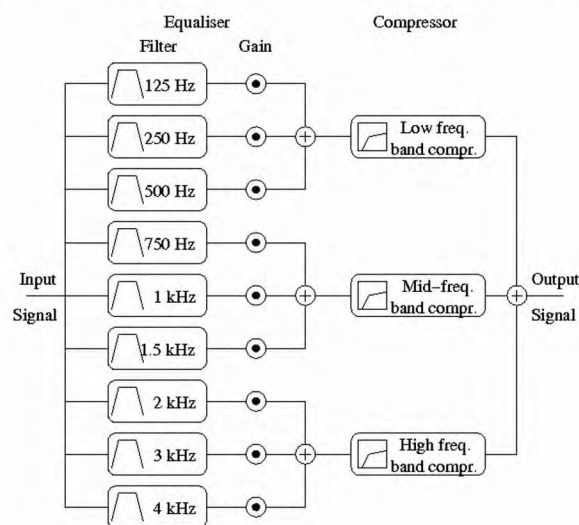 Equaliser
Compressor
Filter
Gain
125 Hz
250 Hz
500 Hz
750 Hz
1 kHz
1.5 kHz
2 kHz
3 kHz
4 kHz
Input
Signal
Low freq.
band compr.
Mid–freq.
band compr.
High freq.
band compr.
Output
Signal